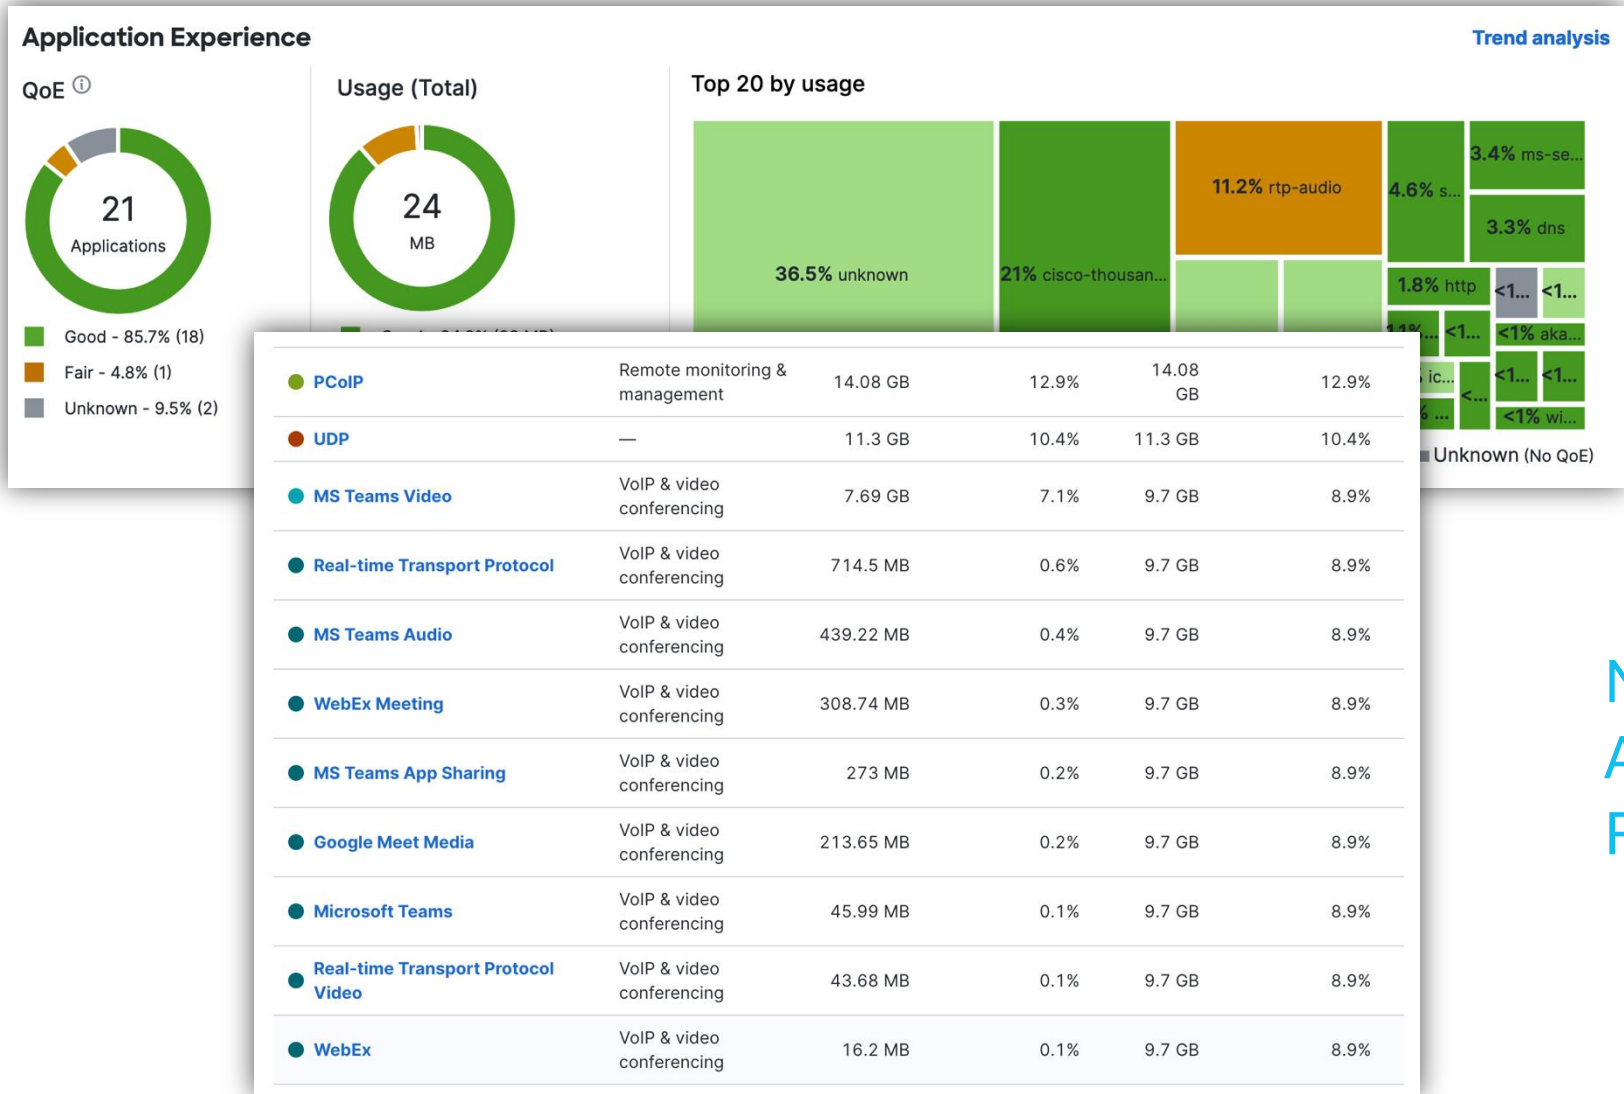 Application Experience
Trend analysis
QoE
Usage (Total)
Top 20 by usage
21
Applications
24
MB
Good - 85.7% (18)
Fair - 4.8% (1)
Unknown - 9.5% (2)
36.5% unknown
21% cisco-thousan...
11.2% rtp-audio
4.6% s...
3.4% ms-se...
3.3% dns
1.8% http
<1...
<1...
<1...
<1% aka...
ic...
<...
<1...
<1...
...
<1% wi...
Unknown (No QoE)
PCoIP Remote monitoring & 14.08 GB 12.9% 14.08 12.9%
management GB
UDP — 11.3 GB 10.4% 11.3 GB 10.4%
MS Teams Video VoIP & video 7.69 GB 7.1% 9.7 GB 8.9%
conferencing
Real-time Transport Protocol VoIP & video 714.5 MB 0.6% 9.7 GB 8.9%
conferencing
MS Teams Audio VoIP & video 439.22 MB 0.4% 9.7 GB 8.9%
conferencing
WebEx Meeting VoIP & video 308.74 MB 0.3% 9.7 GB 8.9%
conferencing
MS Teams App Sharing VoIP & video 273 MB 0.2% 9.7 GB 8.9%
conferencing
Google Meet Media VoIP & video 213.65 MB 0.2% 9.7 GB 8.9%
conferencing
Microsoft Teams VoIP & video 45.99 MB 0.1% 9.7 GB 8.9%
conferencing
Real-time Transport Protocol VoIP & video 43.68 MB 0.1% 9.7 GB 8.9%
Video conferencing
WebEx VoIP & video 16.2 MB 0.1% 9.7 GB 8.9%
conferencing